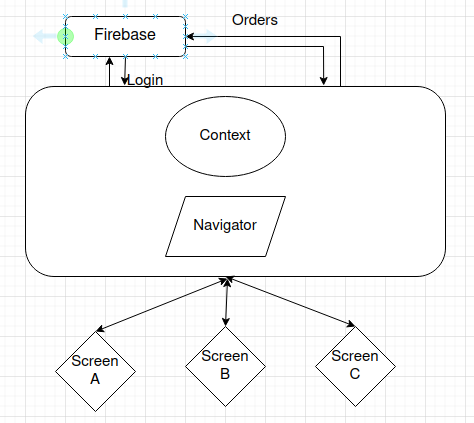 Orders
Firebase
Login
Context
Navigator
Screen
A
Screen
B
Screen
C